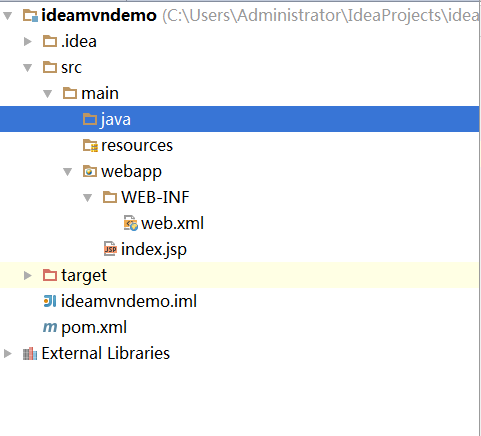 ideamvndemo (C:\Users\Administrator\IdeaProjects\idea
.idea
src
main
java
resources
webapp
WEB-INF
web.xml
JSP index.jsp
target
ideamvndemo.iml
m pom.xml
External Libraries